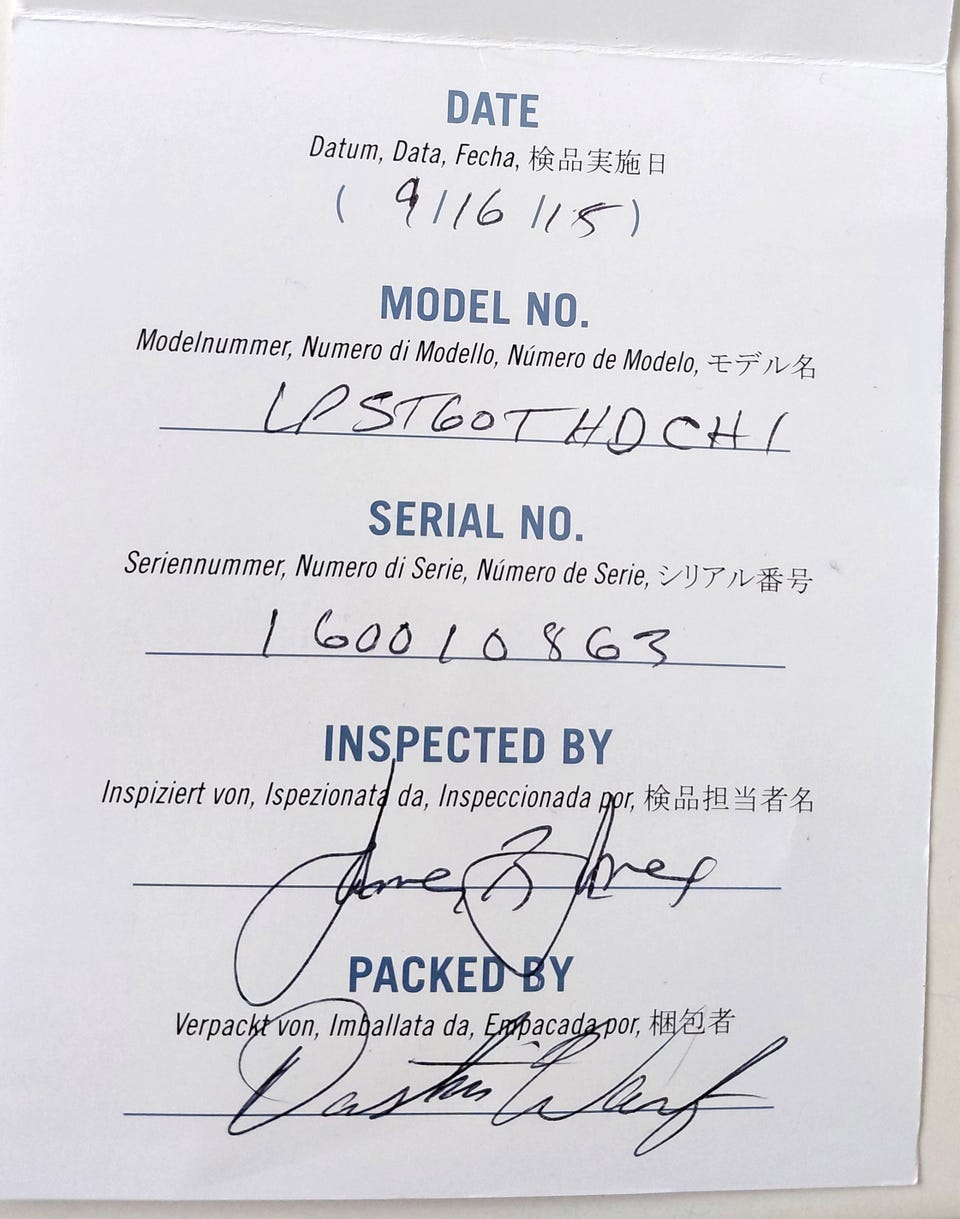 DATE
Datum, Data, Fecha, 検品実施日
( 9/16/15 )
MODEL NO.
Modelnummer, Numero di Modello, Número de Modelo, モデル名
LPST60THDCH1
SERIAL NO.
Seriennummer, Numero di Serie, Número de Serie, シリアル番号
160010863
INSPECTED BY
Inspiziert von, Ispezionata da, Inspeccionada por, 検品担当者名
PACKED BY
Verpackt von, Imballata da, Empacada por, 梱包者